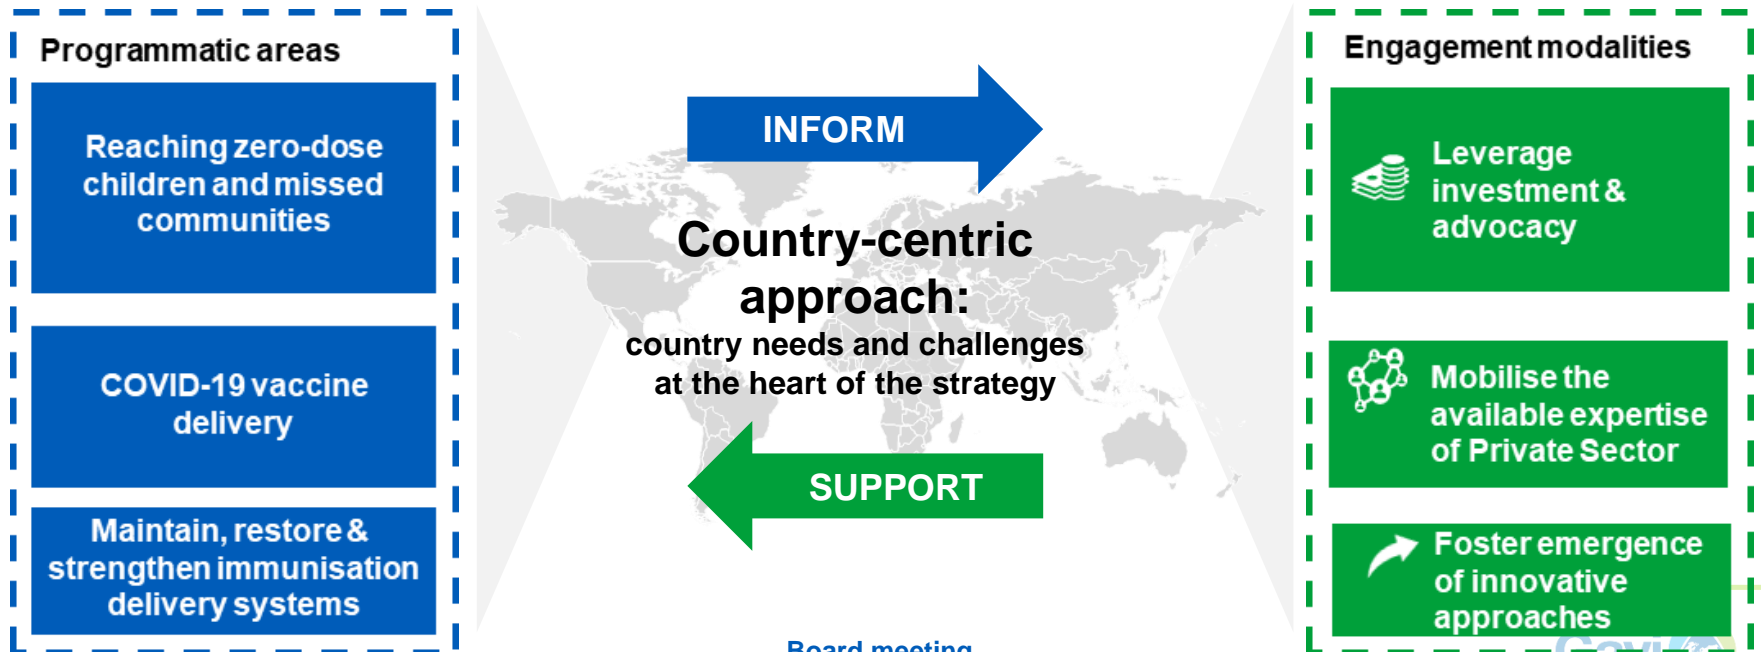 Programmatic areas
Reaching zero-dose
children and missed
communities
COVID-19 vaccine
delivery
Maintain, restore &
strengthen immunisation
delivery systems
INFORM
Country-centric
approach:
country needs and challenges
at the heart of the strategy
SUPPORT
Board meeting
Engagement modalities
Leverage
investment &
advocacy
Mobilise the
available expertise
of Private Sector
Foster emergence
of innovative
approaches
Gavi